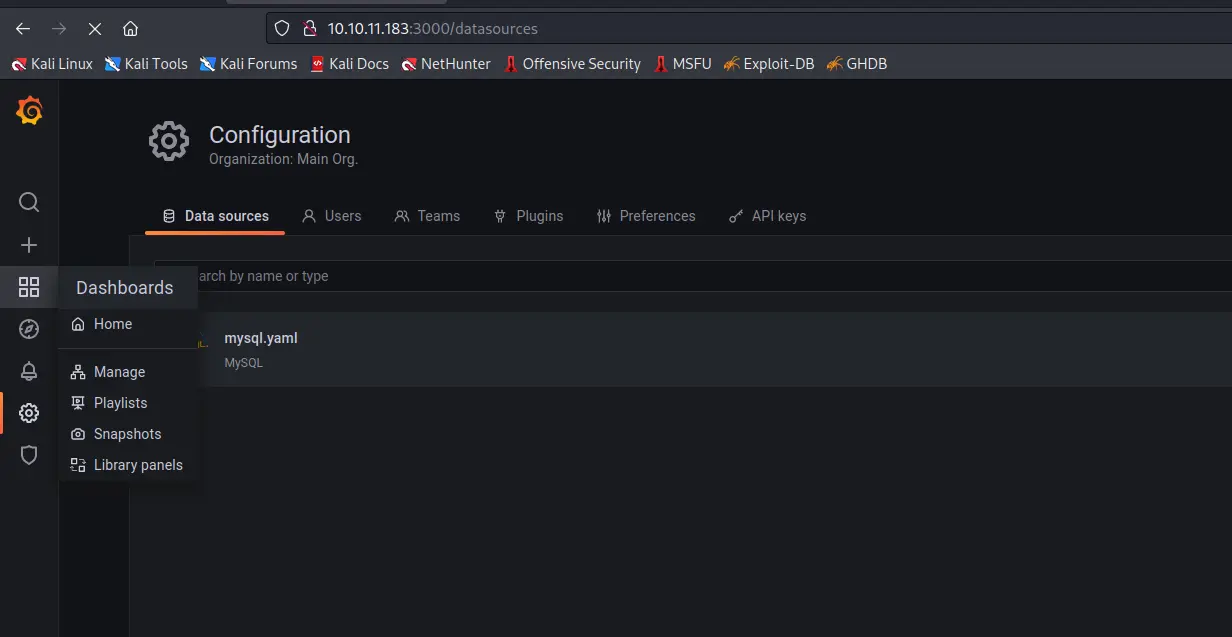 10.10.11.183:3000/datasources
Kali Linux Kali Tools Kali Forums Kali Docs NetHunter Offensive Security MSFU Exploit-DB GHDB
Configuration
Organization: Main Org.
Data sources Users Teams Plugins Preferences API keys
Dashboards
arch by name or type
Home
mysql.yaml
MySQL
Manage
Playlists
Snapshots
Library panels